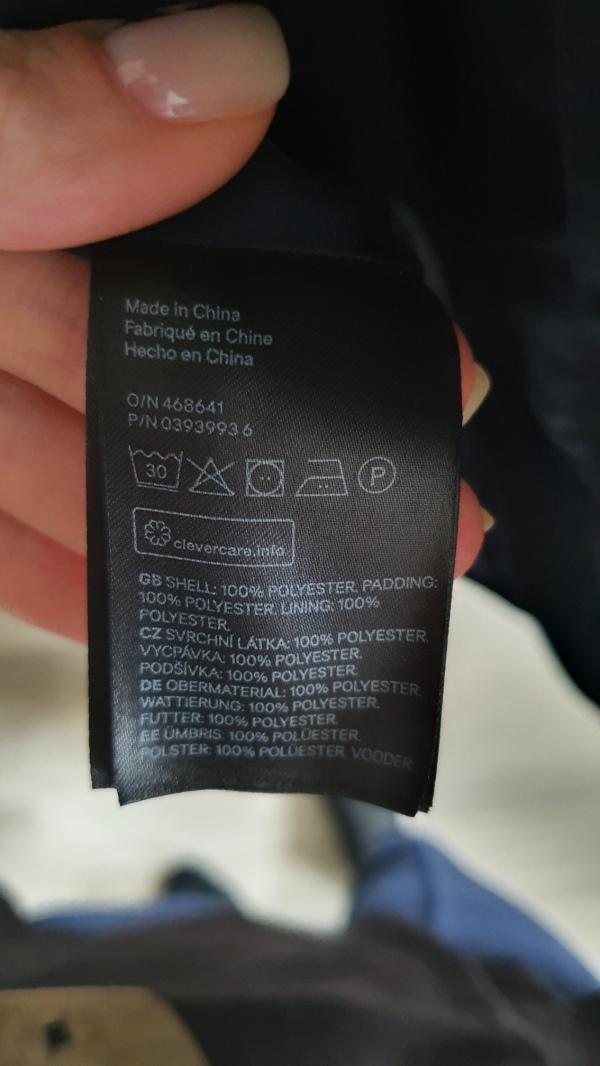 Made in China
Fabriqué en Chine
Hecho en China
O/N 468641
P/N 0393993 6
30 P
clevercare.info
GB SHELL: 100% POLYESTER. PADDING:
100% POLYESTER. LINING: 100%
POLYESTER.
CZ SVRCHNÍ LÁTKA: 100% POLYESTER.
VYCPÁVKA: 100% POLYESTER.
PODŠÍVKA: 100% POLYESTER.
DE OBERMATERIAL: 100% POLYESTER.
WATTIERUNG: 100% POLYESTER.
FUTTER: 100% POLYESTER.
EE ÜMBRIS: 100% POLÜESTER.
POLSTER: 100% POLÜESTER. VOODER: